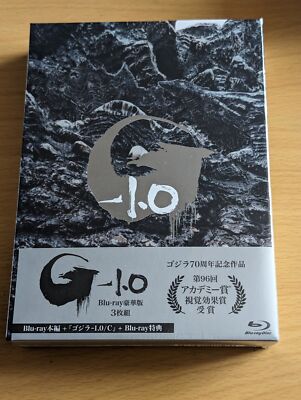 G-1.0
G-1.0
Blu-ray豪華版
3枚組
Blu-ray本編+「ゴジラ-1.0/C」+ Blu-ray特典
ゴジラ70周年記念作品
第96回
アカデミー賞®
視覚効果賞
受賞
Blu-ray Disc